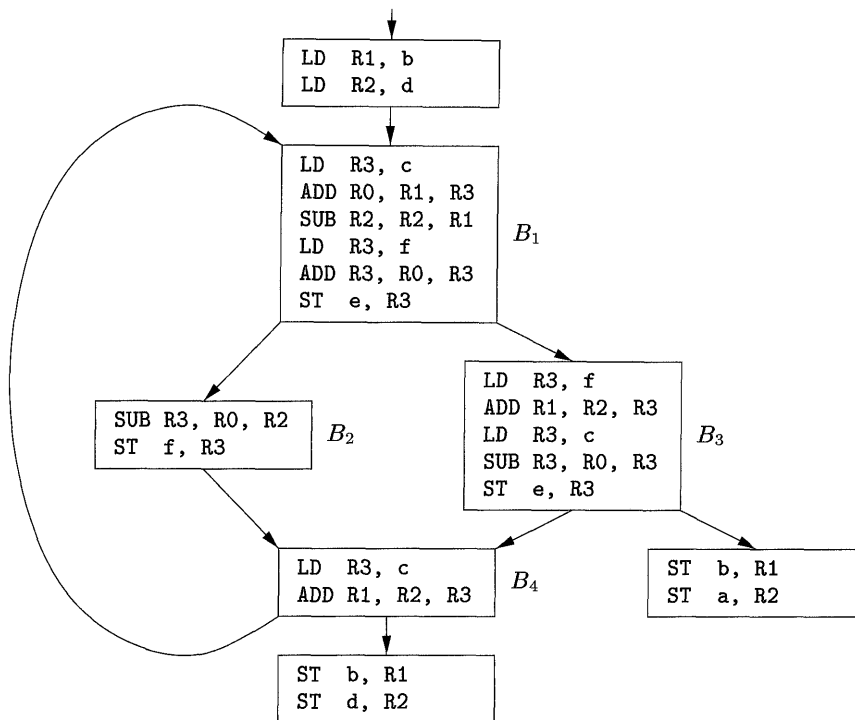 LD R1, b
LD R2, d
LD R3, c
ADD R0, R1, R3
SUB R2, R2, R1
LD R3, f
ADD R3, R0, R3
ST e, R3
B1
SUB R3, R0, R2
ST f, R3
B2
LD R3, f
ADD R1, R2, R3
LD R3, c
SUB R3, R0, R3
ST e, R3
B3
LD R3, c
ADD R1, R2, R3
B4
ST b, R1
ST a, R2
ST b, R1
ST d, R2